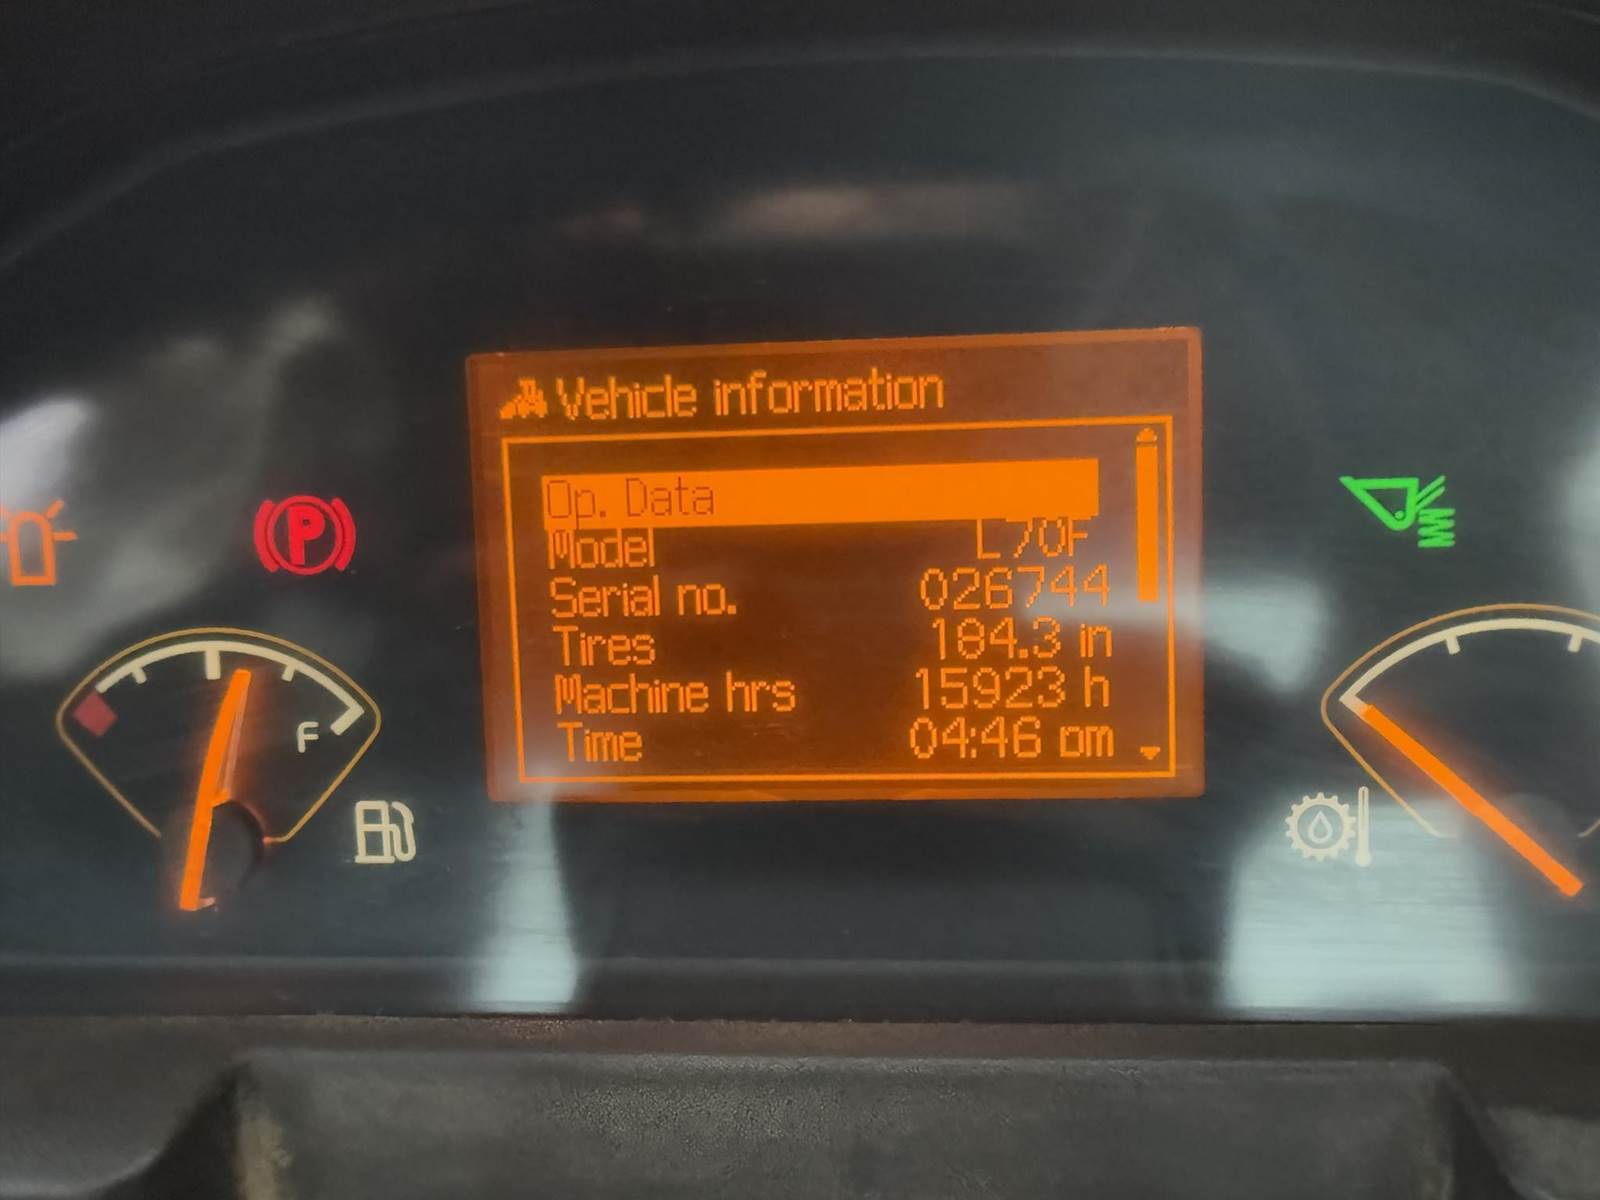 Vehicle information
Op. Data
Model L70F
Serial no. 026744
Tires 184.3 in
Machine hrs 15923 h
Time 04:46 pm
P
F